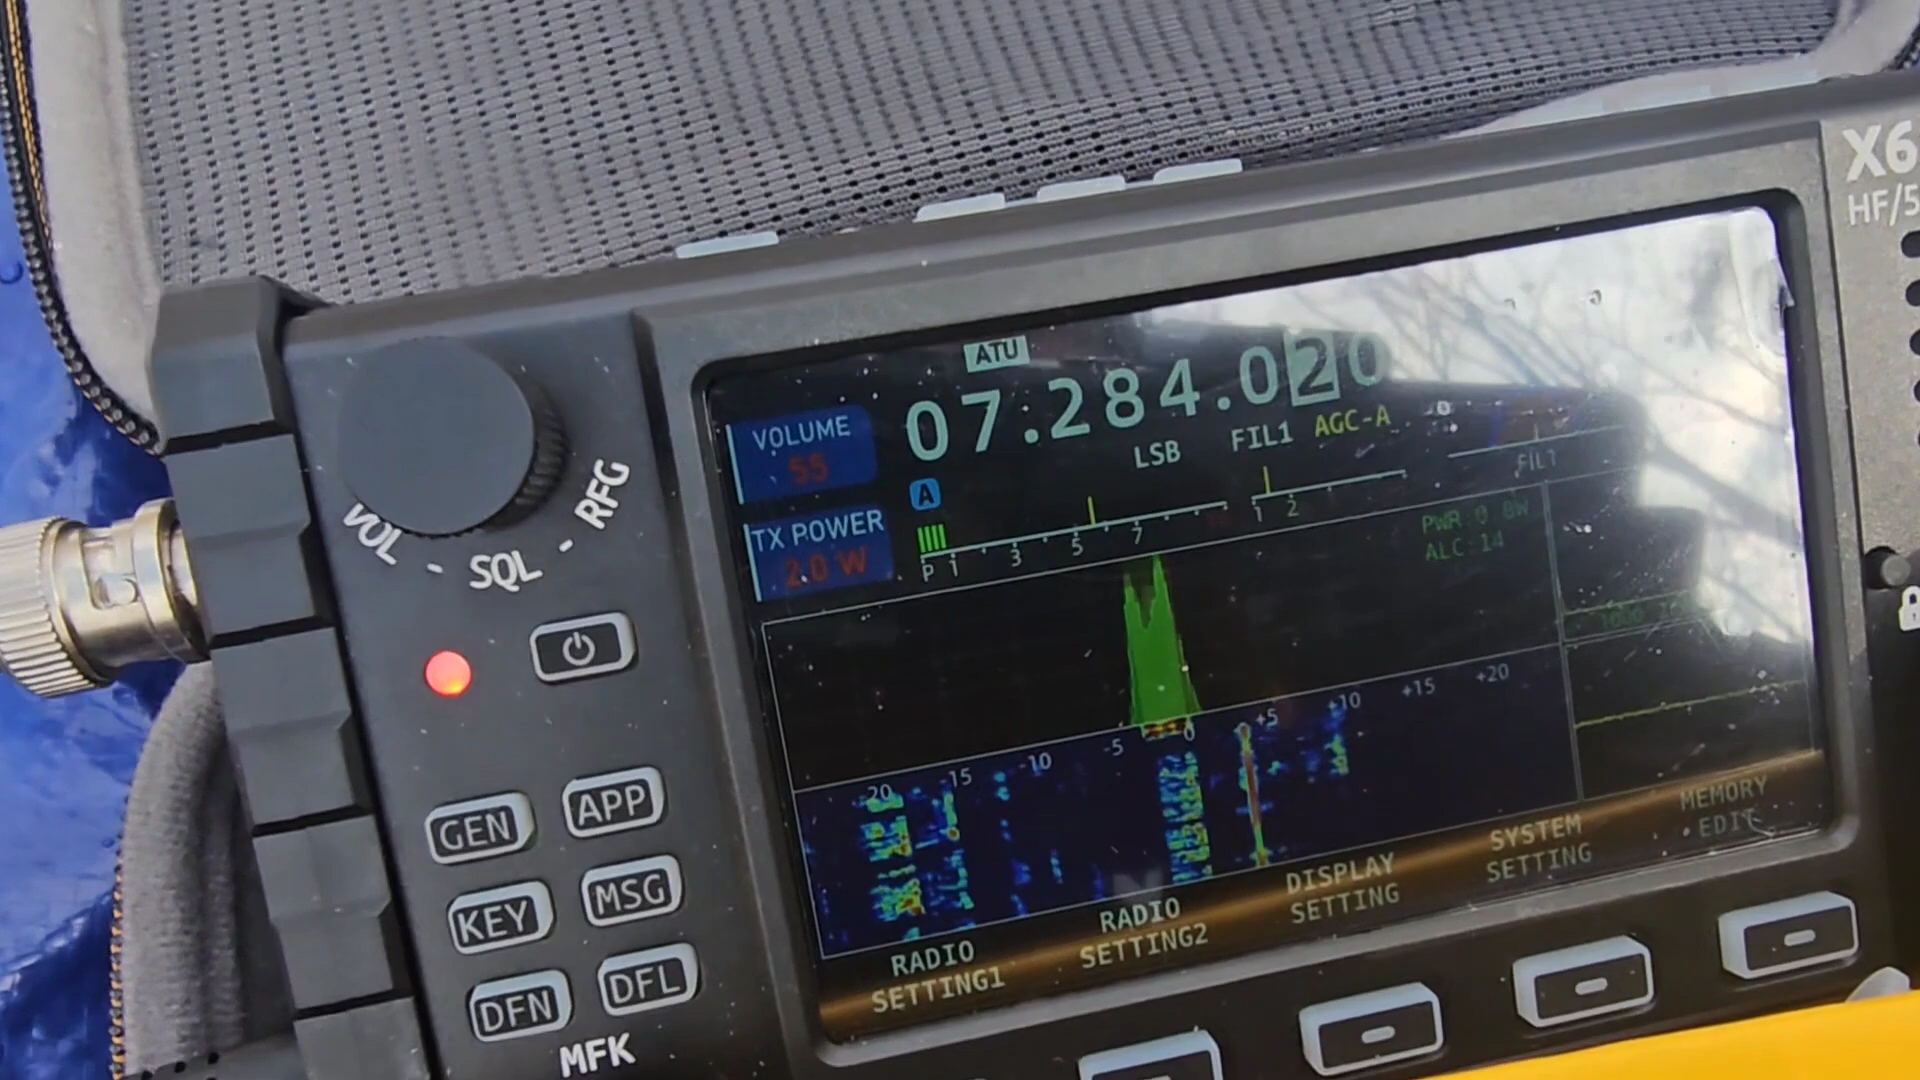 X6
HF/5
ATU
07.284.020
VOLUME
55
LSB FIL1 AGC-A
A
FIL1
TX POWER
2.0 W
P 1 3 5 7
1 2
PWR:0.8W
ALC:14
-20 -15 -10 -5 0 +5 +10 +15 +20
RADIO SETTING1
RADIO SETTING2
DISPLAY SETTING
SYSTEM SETTING
MEMORY EDIT
VOL - SQL - RFG
GEN APP
KEY MSG
DFN DFL
MFK